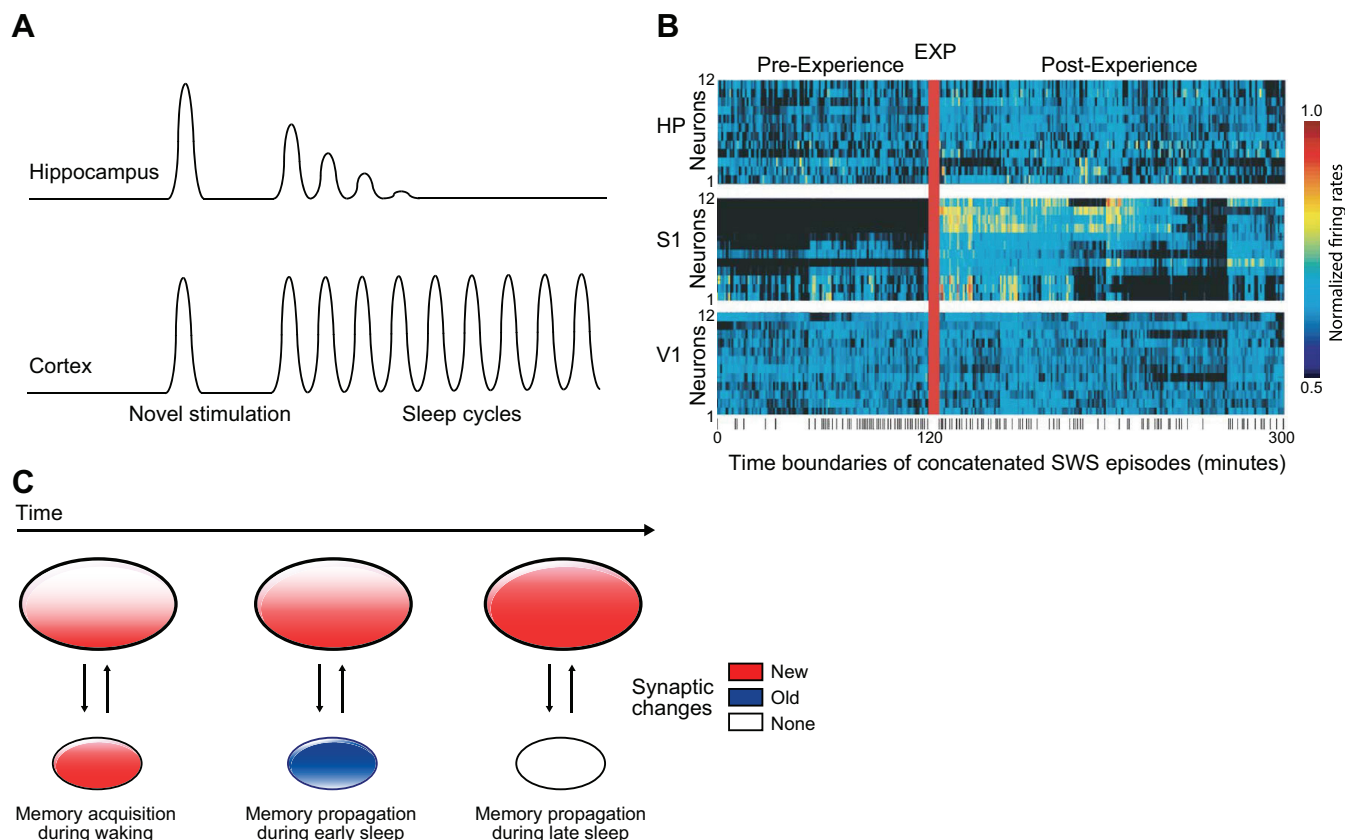 A
Hippocampus
Cortex
Novel stimulation
Sleep cycles
B
EXP
Pre-Experience
Post-Experience
12
HP
Neurons
1
12
S1
Neurons
1
12
V1
Neurons
1
0
120
300
Time boundaries of concatenated SWS episodes (minutes)
1.0
Normalized firing rates
0.5
C
Time
Synaptic
changes
New
Old
None
Memory acquisition
during waking
Memory propagation
during early sleep
Memory propagation
during late sleep